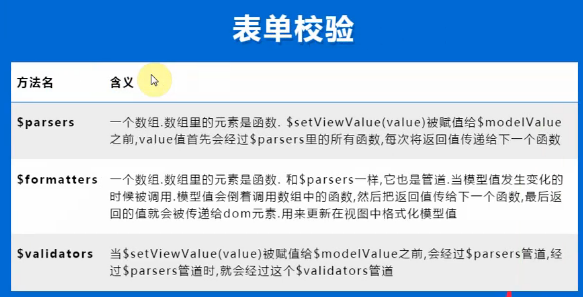 表单校验
方法名 含义
$parsers 一个数组.数组里的元素是函数. $setViewValue(value)被赋值给$modelValue
之前,value值首先会经过$parsers里的所有函数,每次将返回值传递给下一个函数
$formatters 一个数组.数组里的元素是函数. 和$parsers一样,它也是管道.当模型值发生变化的
时候被调用.模型值会倒着调用数组中的函数,然后把返回值传给下一个函数,最后返
回的值就会被传递给dom元素.用来更新在视图中格式化模型值
$validators 当$setViewValue(value)被赋值给$modelValue之前,会经过$parsers管道,经
过$parsers管道时,就会经过这个$validators管道